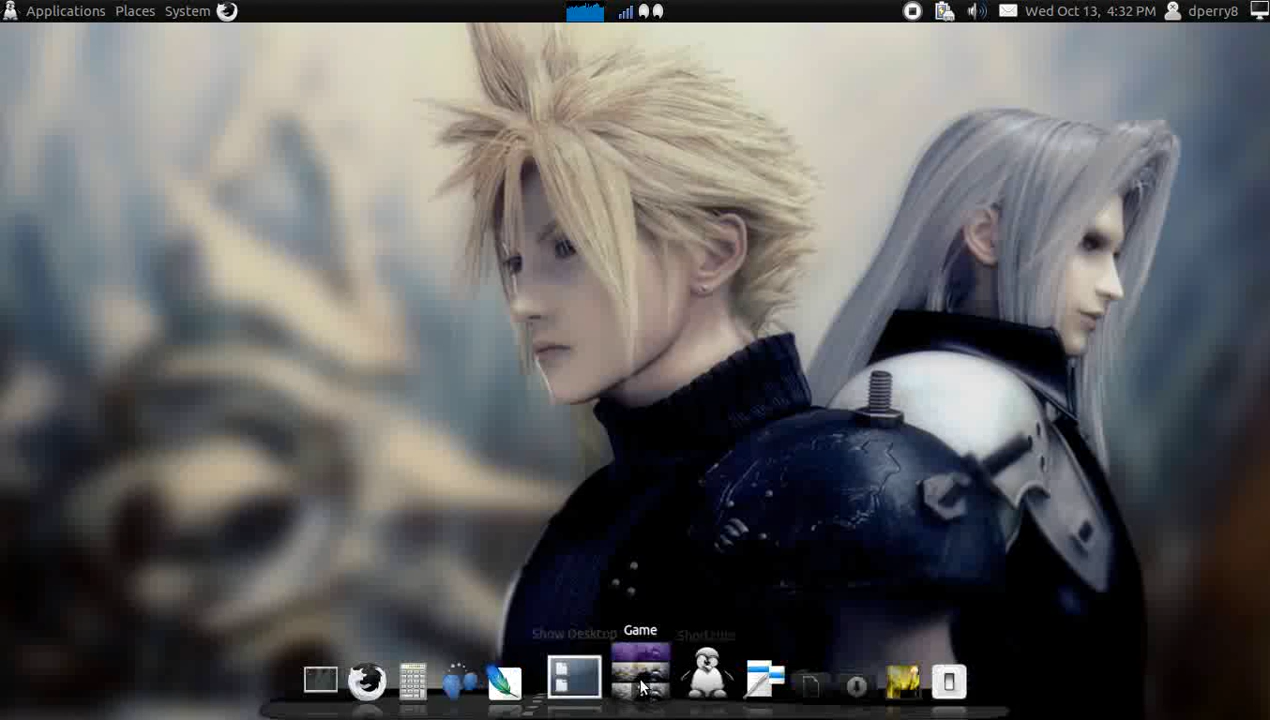 Applications Places System
Wed Oct 13, 4:32 PM dperry8
Show Desktop Game